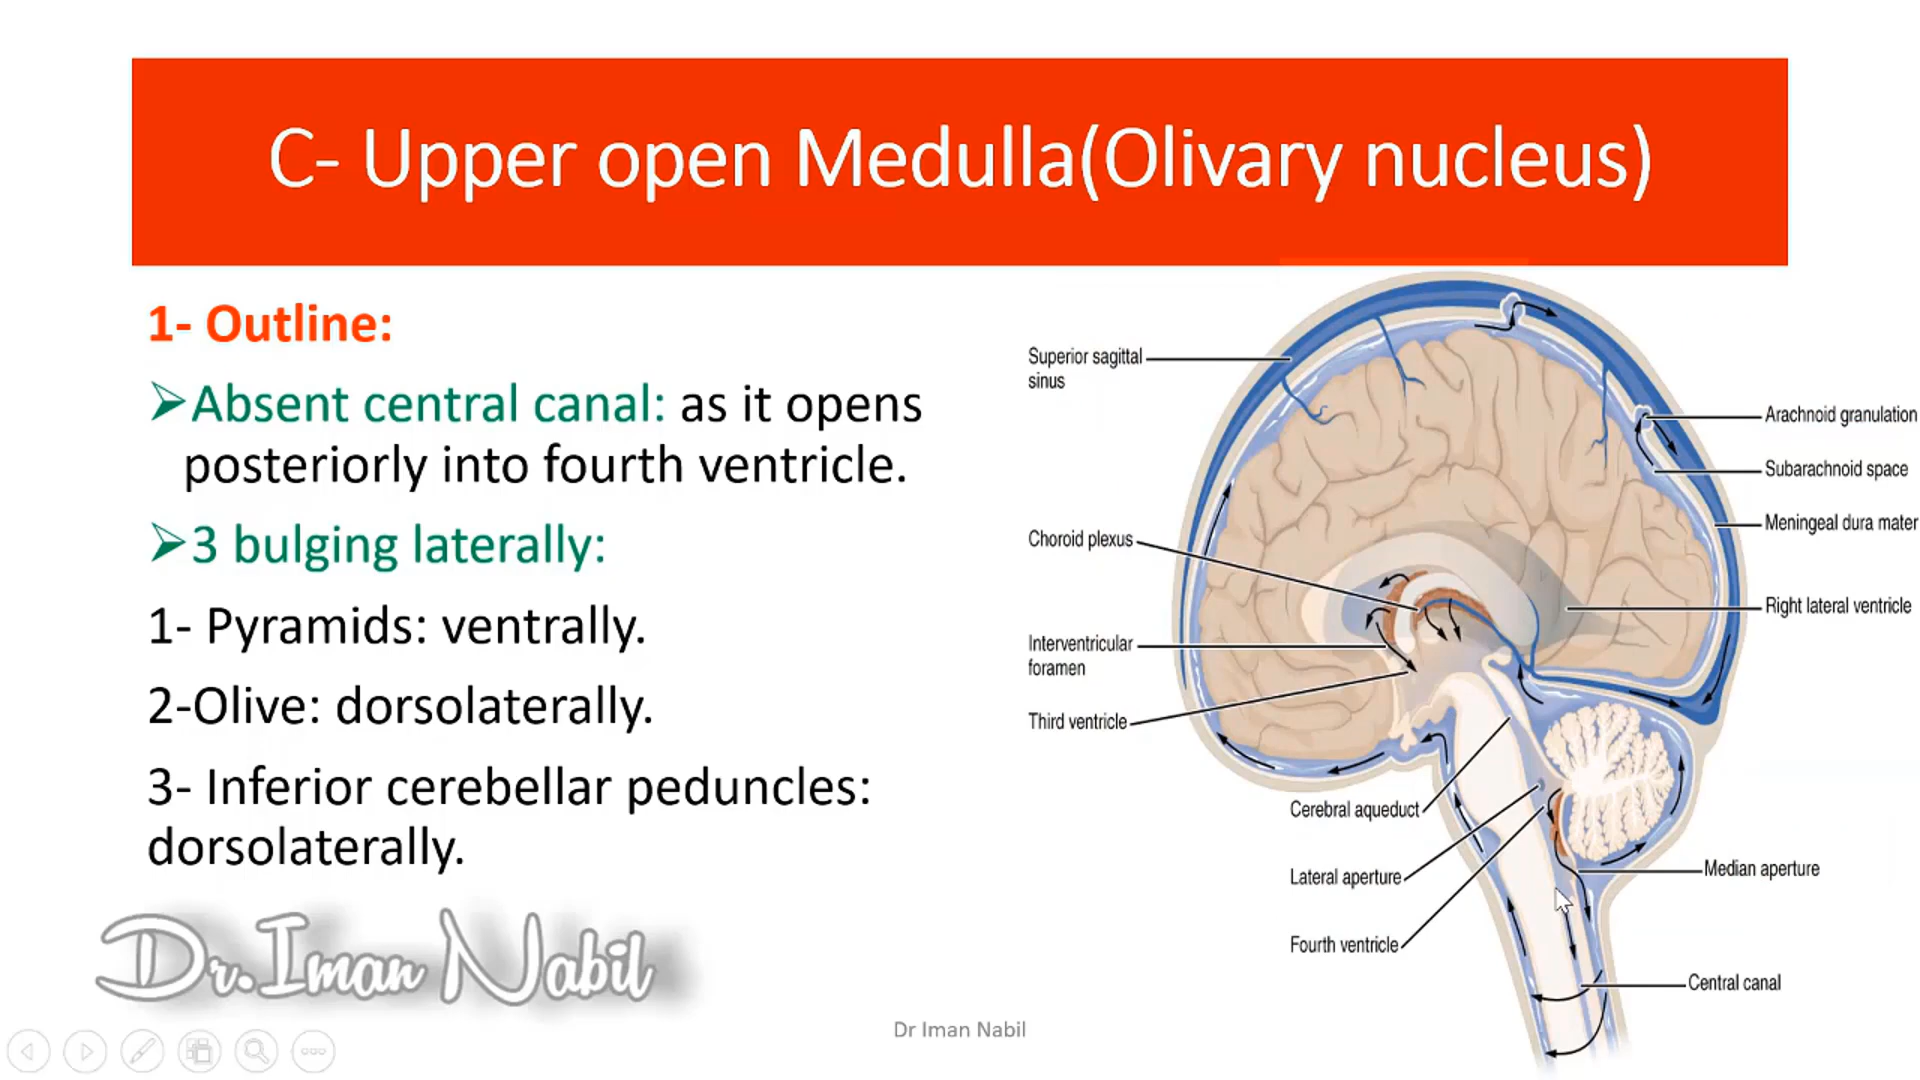 C- Upper open Medulla(Olivary nucleus)
1- Outline:
➢Absent central canal: as it opens
posteriorly into fourth ventricle.
➢3 bulging laterally:
1- Pyramids: ventrally.
2-Olive: dorsolaterally.
3- Inferior cerebellar peduncles:
dorsolaterally.
Superior sagittal
sinus
Choroid plexus
Interventricular
foramen
Third ventricle
Cerebral aqueduct
Lateral aperture
Fourth ventricle
Arachnoid granulation
Subarachnoid space
Meningeal dura mater
Right lateral ventricle
Median aperture
Central canal
Dr.Iman Nabil
Dr Iman Nabil